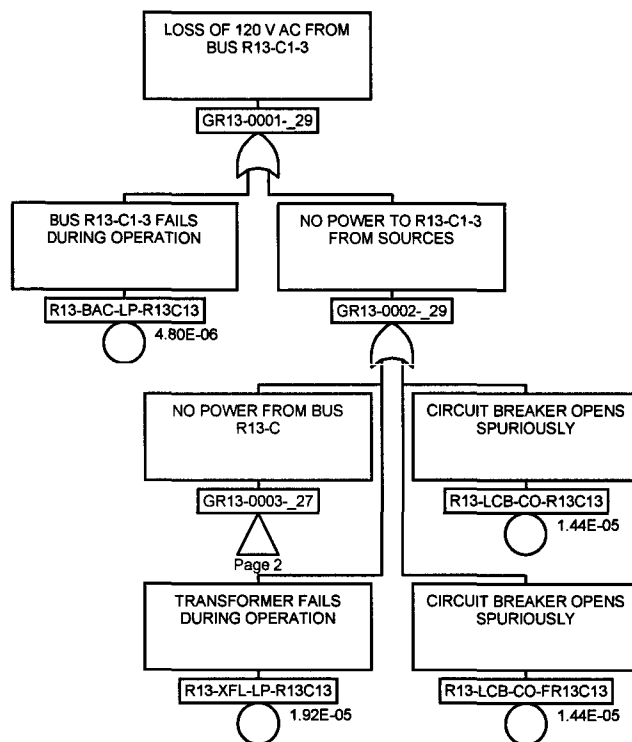 LOSS OF 120 V AC FROM
BUS R13-C1-3
GR13-0001-_29
BUS R13-C1-3 FAILS
DURING OPERATION
NO POWER TO R13-C1-3
FROM SOURCES
R13-BAC-LP-R13C13
GR13-0002-_29
4.80E-06
NO POWER FROM BUS
R13-C
CIRCUIT BREAKER OPENS
SPURIOUSLY
GR13-0003-_27
R13-LCB-CO-R13C13
1.44E-05
Page 2
TRANSFORMER FAILS
DURING OPERATION
CIRCUIT BREAKER OPENS
SPURIOUSLY
R13-XFL-LP-R13C13
R13-LCB-CO-FR13C13
1.92E-05
1.44E-05